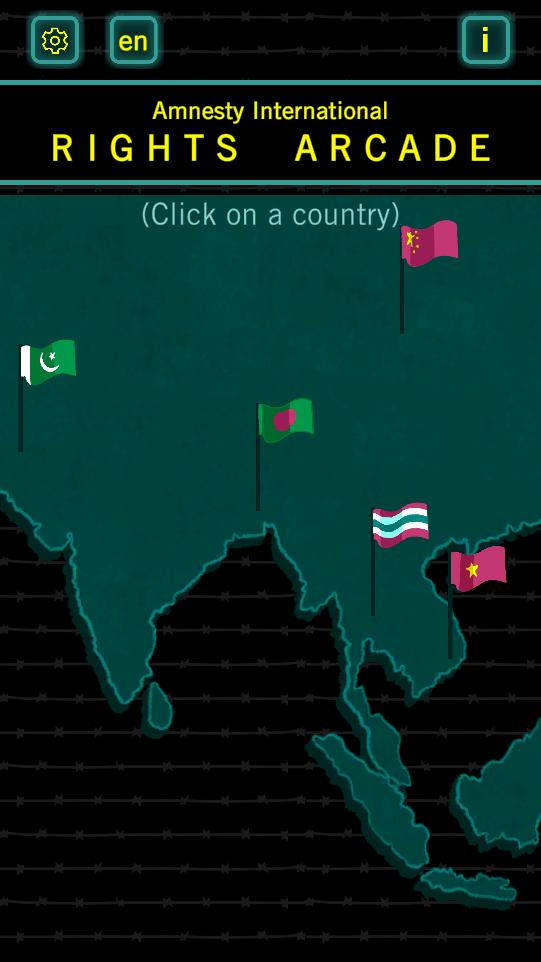 en
i
Amnesty International
RIGHTS ARCADE
(Click on a country)